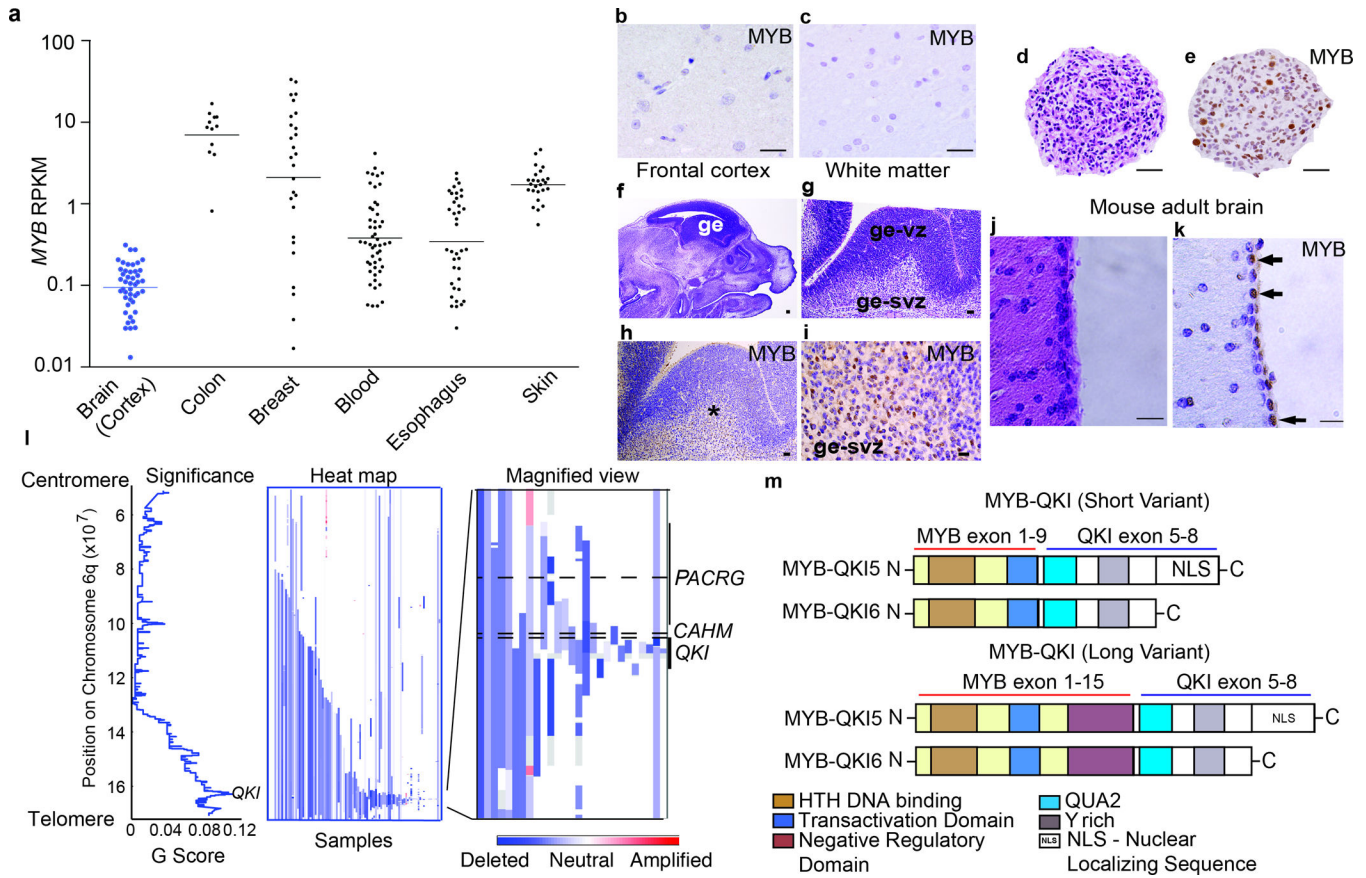 a
100
10
1
0.1
0.01
MYB RPKM
Brain
(Cortex)
Colon
Breast
Blood
Esophagus
Skin
b
MYB
c
MYB
Frontal cortex
White matter
d
e
MYB
f
ge
g
ge-vz
ge-svz
h
MYB
*
i
MYB
ge-svz
Mouse adult brain
j
k
MYB
l
Significance
Heat map
Magnified view
Centromere
6
8
10
12
14
16
Position on Chromosome 6q (x10⁷)
QKI
Telomere
0
0.04
0.08
0.12
G Score
Samples
PACRG
CAHM
QKI
Deleted
Neutral
Amplified
m
MYB-QKI (Short Variant)
MYB exon 1-9
QKI exon 5-8
MYB-QKI5 N
NLS
C
MYB-QKI6 N
C
MYB-QKI (Long Variant)
MYB exon 1-15
QKI exon 5-8
MYB-QKI5 N
NLS
C
MYB-QKI6 N
C
HTH DNA binding
Transactivation Domain
Negative Regulatory
Domain
QUA2
Y rich
NLS
NLS - Nuclear
Localizing Sequence